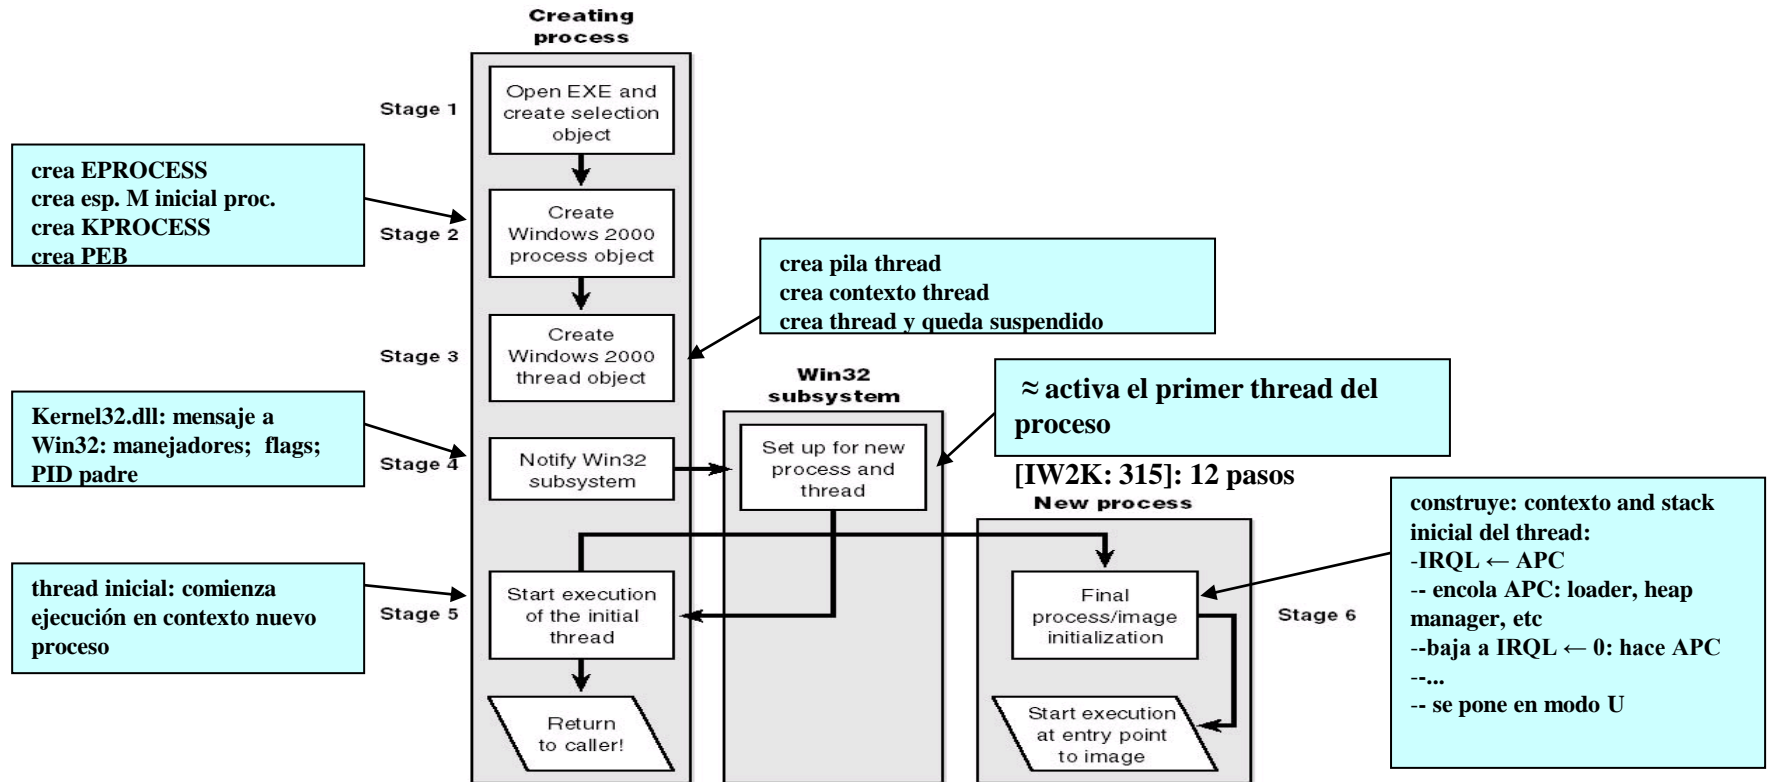 Creating
process
Stage 1
Open EXE and
create selection
object
crea EPROCESS
crea esp. M inicial proc.
crea KPROCESS
crea PEB
Stage 2
Create
Windows 2000
process object
crea pila thread
crea contexto thread
crea thread y queda suspendido
Stage 3
Create
Windows 2000
thread object
Win32
subsystem
≈ activa el primer thread del
proceso
[IW2K: 315]: 12 pasos
Kernel32.dll: mensaje a
Win32: manejadores; flags;
PID padre
Stage 4
Notify Win32
subsystem
Set up for new
process and
thread
New process
construye: contexto and stack
inicial del thread:
-IRQL ← APC
-- encola APC: loader, heap
manager, etc
--baja a IRQL ← 0: hace APC
--...
-- se pone en modo U
thread inicial: comienza
ejecución en contexto nuevo
proceso
Stage 5
Start execution
of the initial
thread
Final
process/image
initialization
Stage 6
Return
to caller!
Start execution
at entry point
to image